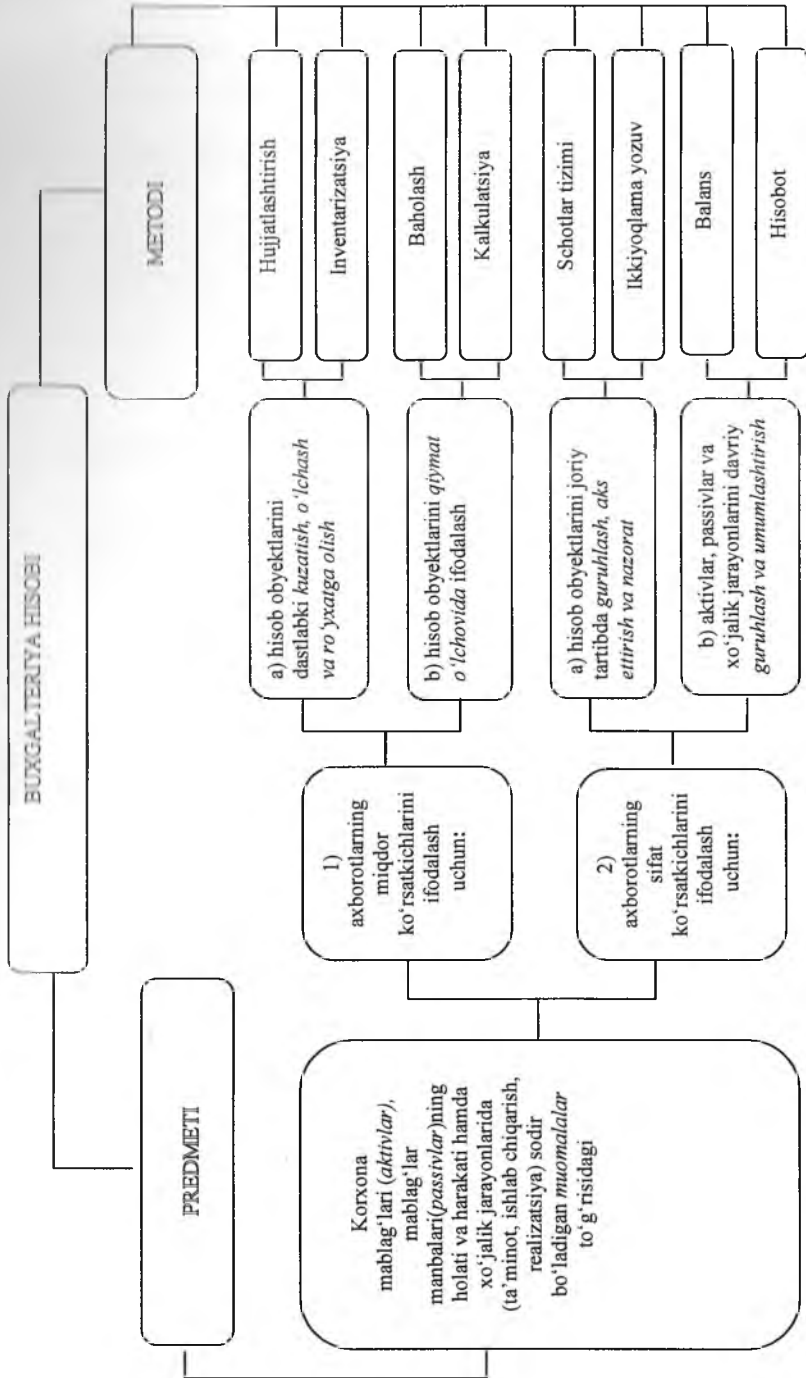 BUXGALTERIYA HISOBI
PREDMETI
METODI
Korxona
mablag‘lari (aktivlar),
mablag‘lar
manbalari(passivlar)ning
holati va harakati hamda
xo‘jalik jarayonlarida
(ta’minot, ishlab chiqarish,
realizatsiya) sodir
bo‘ladigan muomalalar
to‘g‘risidagi
1)
axborotlarning
miqdor
ko‘rsatkichlarini
ifodalash
uchun:
2)
axborotlarning
sifat
ko‘rsatkichlarini
ifodalash
uchun:
a) hisob obyektlarini
dastlabki kuzatish, o‘lchash
va ro‘yxatga olish
b) hisob obyektlarini qiymat
o‘lchovida ifodalash
a) hisob obyektlarini joriy
tartibda guruhlash, aks
ettirish va nazorat
b) aktivlar, passivlar va
xo‘jalik jarayonlarini davriy
guruhlash va umumlashtirish
Hujjatlashtirish
Inventarizatsiya
Baholash
Kalkulatsiya
Schotlar tizimi
Ikkiyoqlama yozuv
Balans
Hisobot